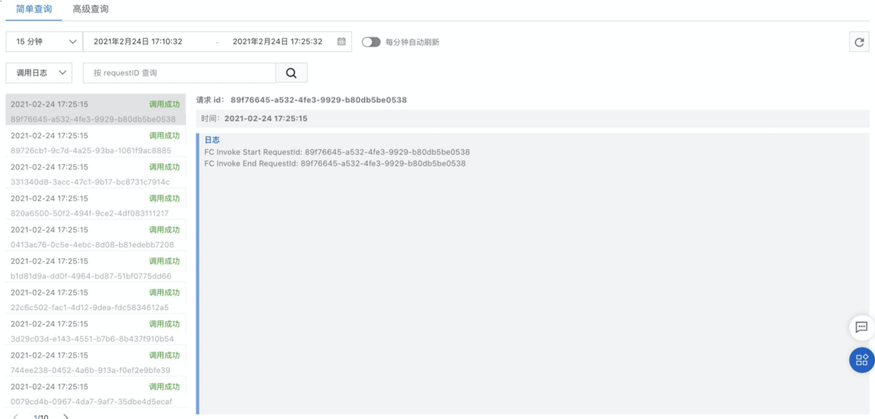 简单查询 高级查询
15 分钟 2021年2月24日 17:10:32 - 2021年2月24日 17:25:32 每分钟自动刷新
调用日志 按 requestID 查询
2021-02-24 17:25:15 调用成功
89f76645-a532-4fe3-9929-b80db5be0538
2021-02-24 17:25:15 调用成功
89726cb1-9c7d-4a25-93ba-1061f9ac8885
2021-02-24 17:25:15 调用成功
331340d8-3acc-47c1-9b17-bc8731c7914c
2021-02-24 17:25:15 调用成功
820a6500-50f2-494f-9ce2-4df083111217
2021-02-24 17:25:15 调用成功
0413ac76-0c5e-4ebc-8d08-b81edebb7208
2021-02-24 17:25:15 调用成功
b1d81d9a-dd0f-4964-bd87-51bf0775dd66
2021-02-24 17:25:15 调用成功
22c6c502-fac1-4d12-9dea-fdc5834612a5
2021-02-24 17:25:15 调用成功
3d29c03d-e143-4551-b7b6-8b437f910b54
2021-02-24 17:25:15 调用成功
744ee238-0452-4a6b-913a-f0ef2e9bfe39
2021-02-24 17:25:15 调用成功
0079cd4b-0967-4da7-9af7-35dbe4d5ecaf
1/10
请求 id： 89f76645-a532-4fe3-9929-b80db5be0538
时间： 2021-02-24 17:25:15
日志
FC Invoke Start RequestId: 89f76645-a532-4fe3-9929-b80db5be0538
FC Invoke End RequestId: 89f76645-a532-4fe3-9929-b80db5be0538